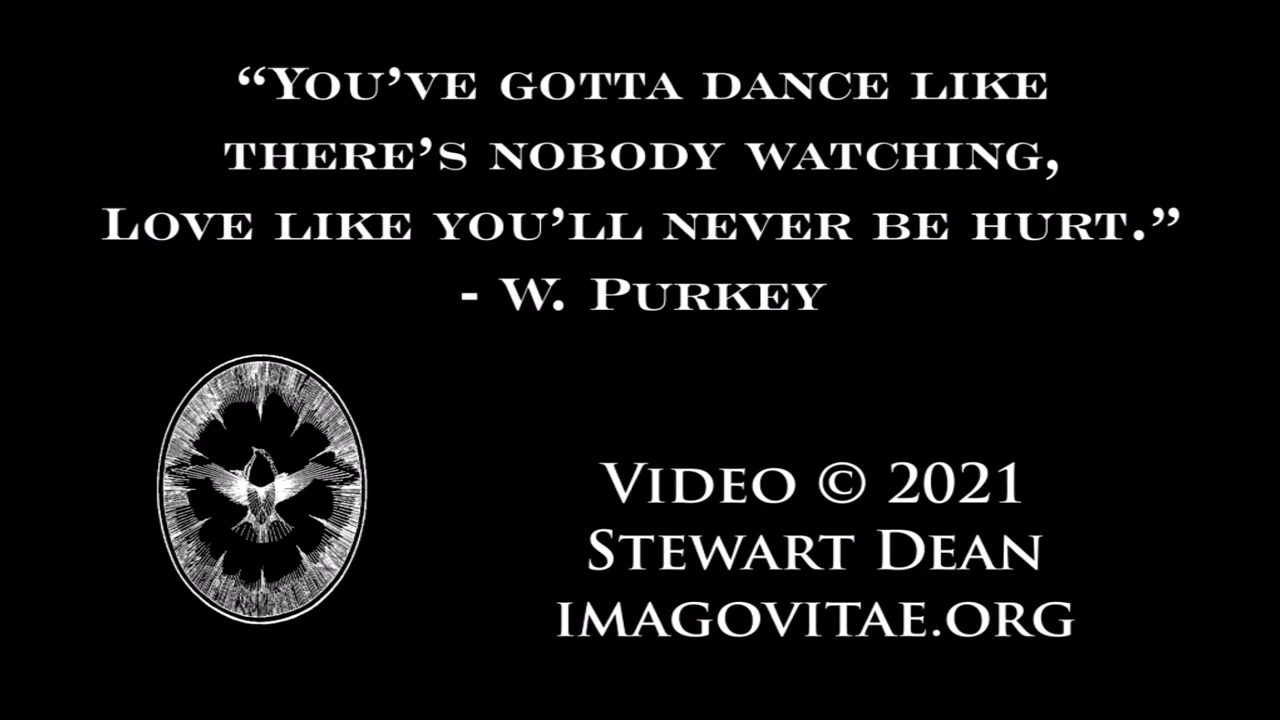 “You’ve gotta dance like
there’s nobody watching,
Love like you’ll never be hurt.”
- W. Purkey
Video © 2021
Stewart Dean
imagovitae.org